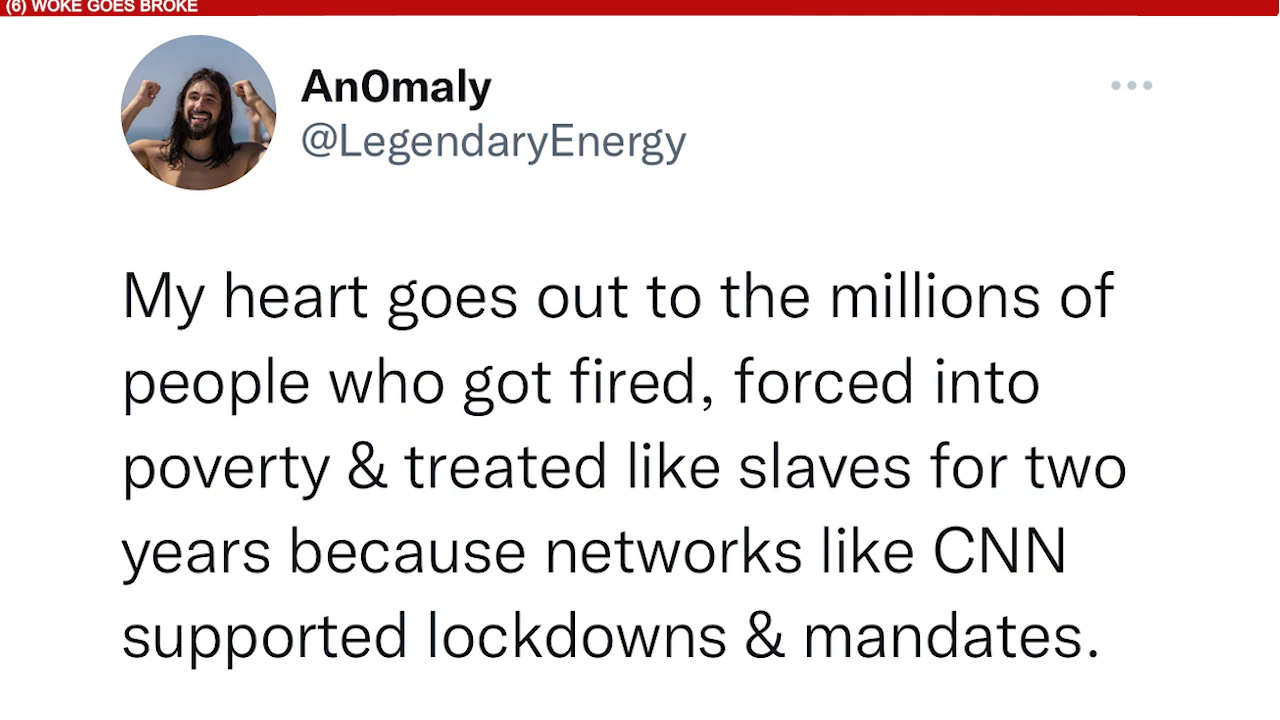 (6) WOKE GOES BROKE
An0maly
@LegendaryEnergy
My heart goes out to the millions of
people who got fired, forced into
poverty & treated like slaves for two
years because networks like CNN
supported lockdowns & mandates.